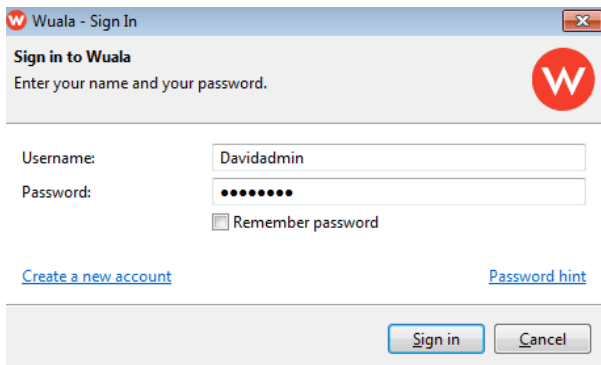 Wuala - Sign In
Sign in to Wuala
Enter your name and your password.
Username: Davidadmin
Password: ●●●●●●●●
Remember password
Create a new account Password hint
Sign in Cancel